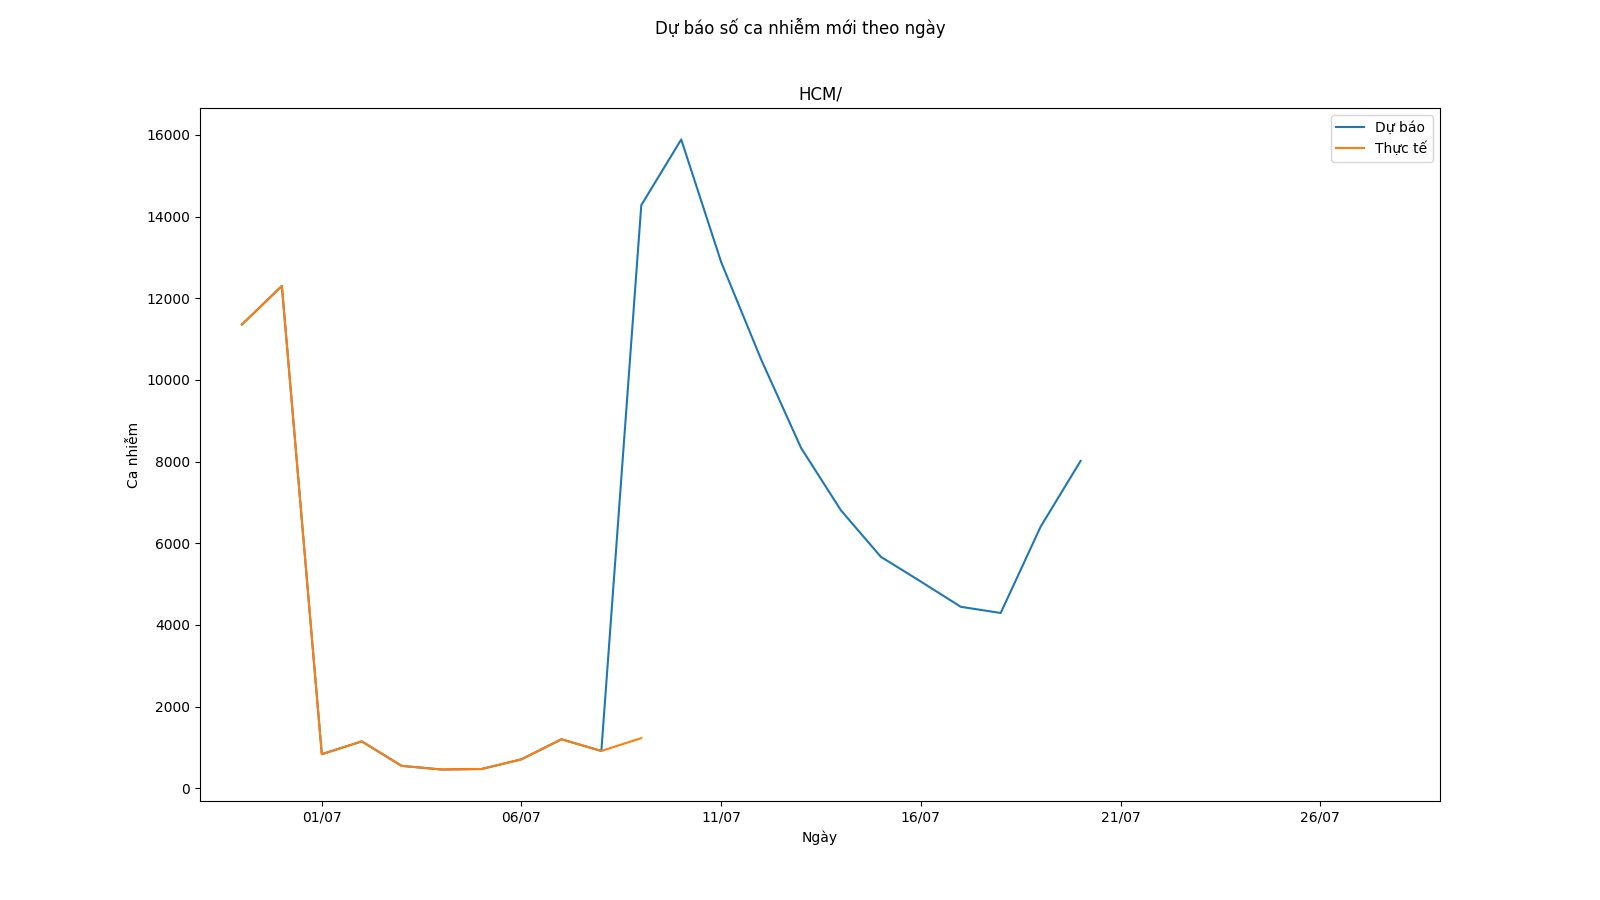 Dự báo số ca nhiễm mới theo ngày
HCM/
Dự báo
Thực tế
16000
14000
12000
10000
8000
6000
4000
2000
0
Ca nhiễm
01/07
06/07
11/07
16/07
21/07
26/07
Ngày